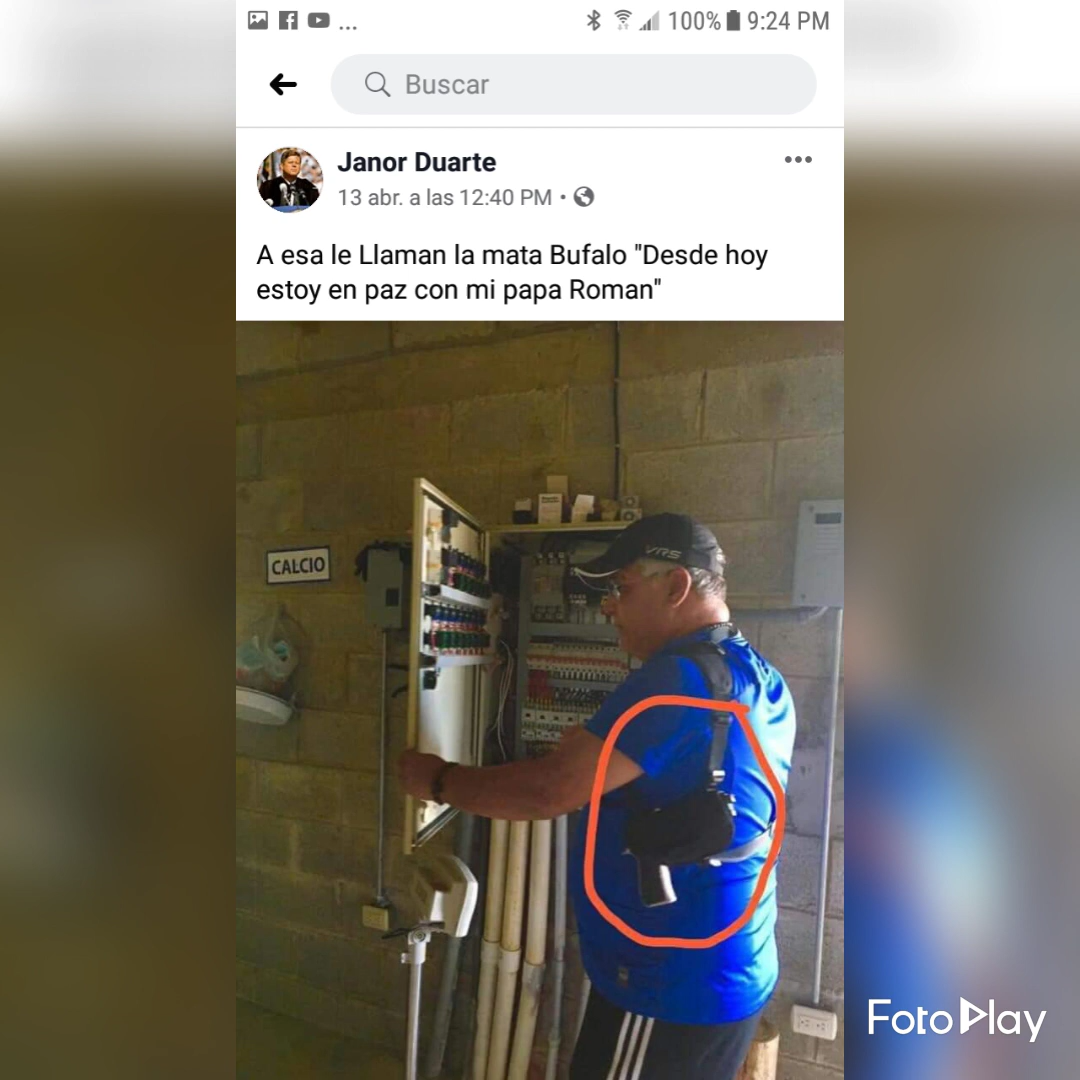 ...
100% 9:24 PM
Buscar
Janor Duarte
13 abr. a las 12:40 PM •
A esa le Llaman la mata Bufalo "Desde hoy
estoy en paz con mi papa Roman"
VRS
CALCIO
FotoPlay